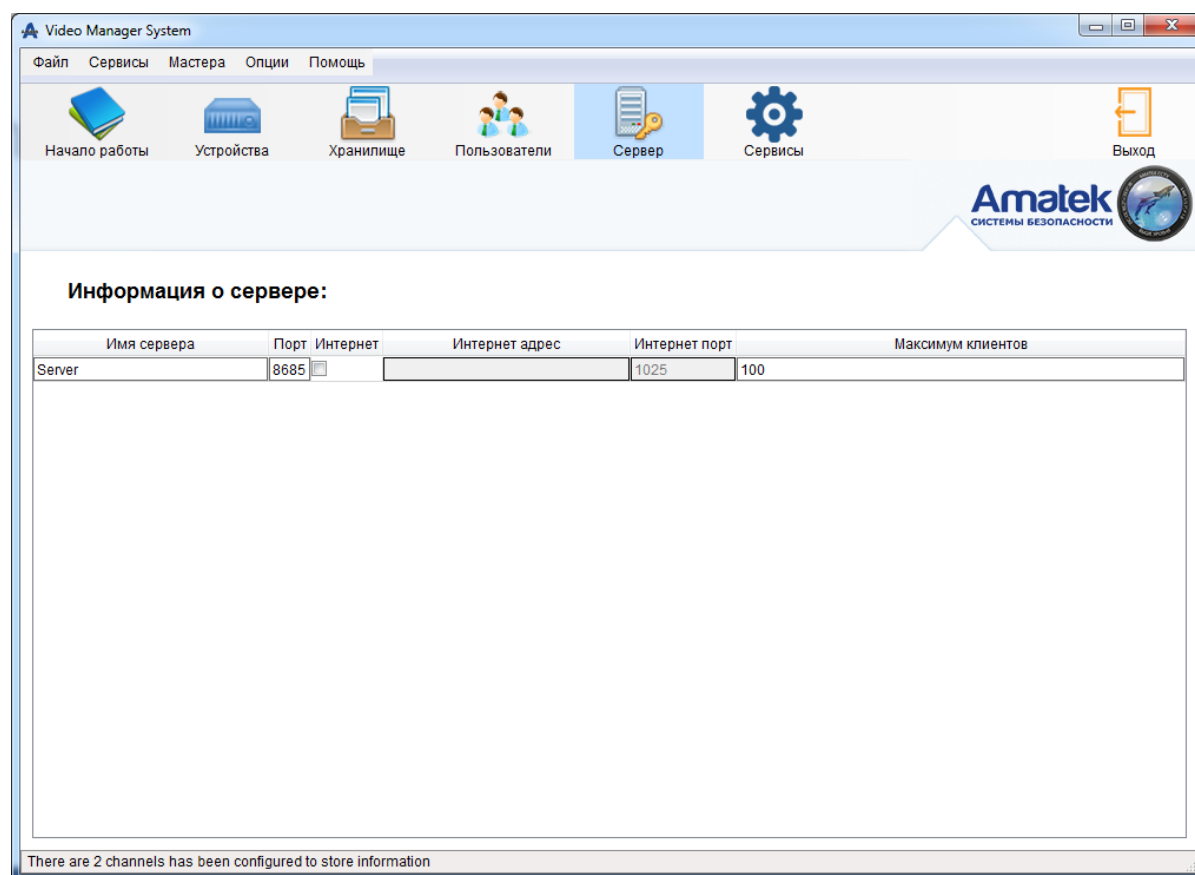 Video Manager System
Файл Сервисы Мастера Опции Помощь
Начало работы Устройства Хранилище Пользователи Сервер Сервисы Выход
Amatek
СИСТЕМЫ БЕЗОПАСНОСТИ
Информация о сервере:
Имя сервера Порт Интернет Интернет адрес Интернет порт Максимум клиентов
Server 8685 1025 100
There are 2 channels has been configured to store information